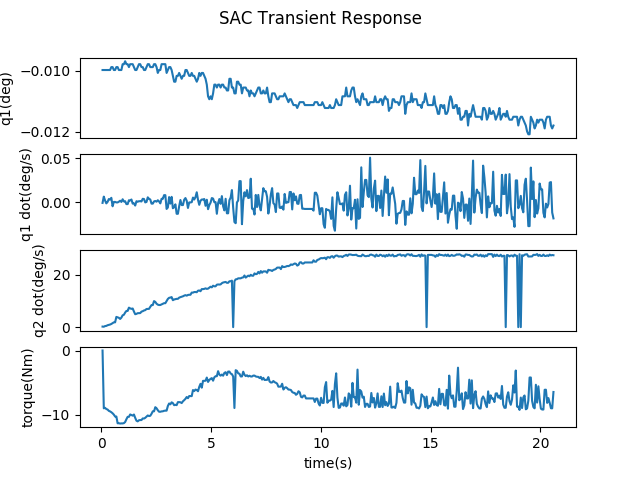 SAC Transient Response
q1(deg)
−0.010
−0.012
q1 dot(deg/s)
0.05
0.00
q2 dot(deg/s)
20
0
torque(Nm)
0
−10
0 5 10 15 20
time(s)